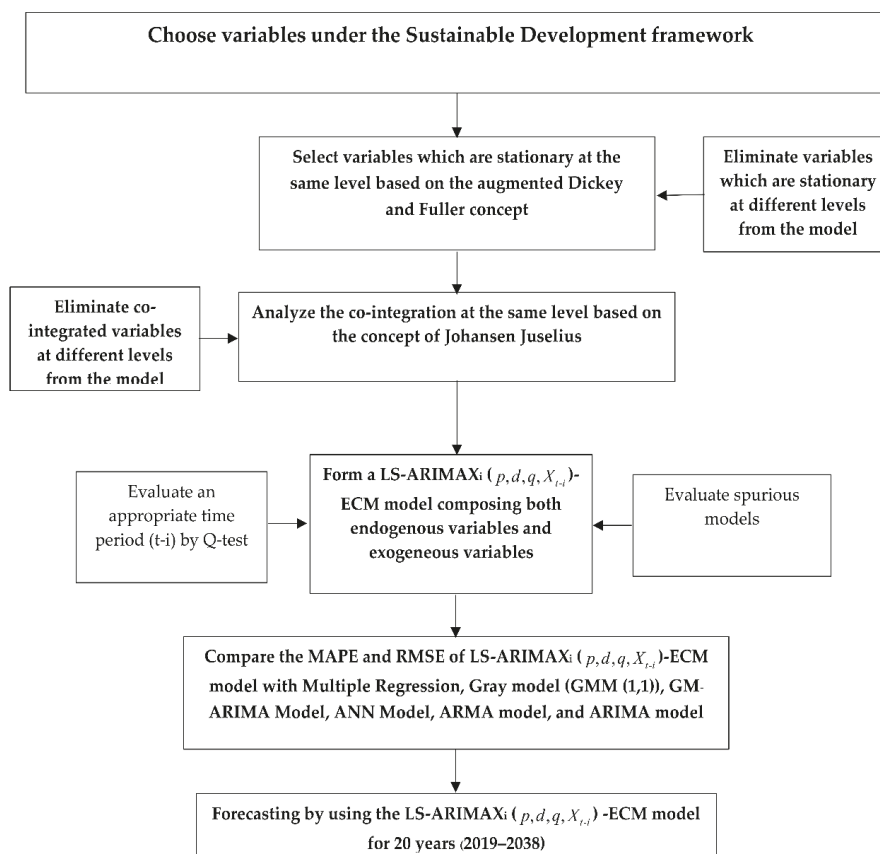 Choose variables under the Sustainable Development framework
Select variables which are stationary at the
same level based on the augmented Dickey
and Fuller concept
Eliminate variables
which are stationary
at different levels
from the model
Eliminate co-
integrated variables
at different levels
from the model
Analyze the co-integration at the same level based on
the concept of Johansen Juselius
Evaluate an
appropriate time
period (t-i) by Q-test
Form a LS-ARIMAXi (p,d,q,Xt-i)-
ECM model composing both
endogenous variables and
exogeneous variables
Evaluate spurious
models
Compare the MAPE and RMSE of LS-ARIMAXi (p,d,q,Xt-i)-ECM
model with Multiple Regression, Gray model (GMM (1,1)), GM-
ARIMA Model, ANN Model, ARMA model, and ARIMA model
Forecasting by using the LS-ARIMAXi (p,d,q,Xt-i) -ECM model
for 20 years (2019–2038)